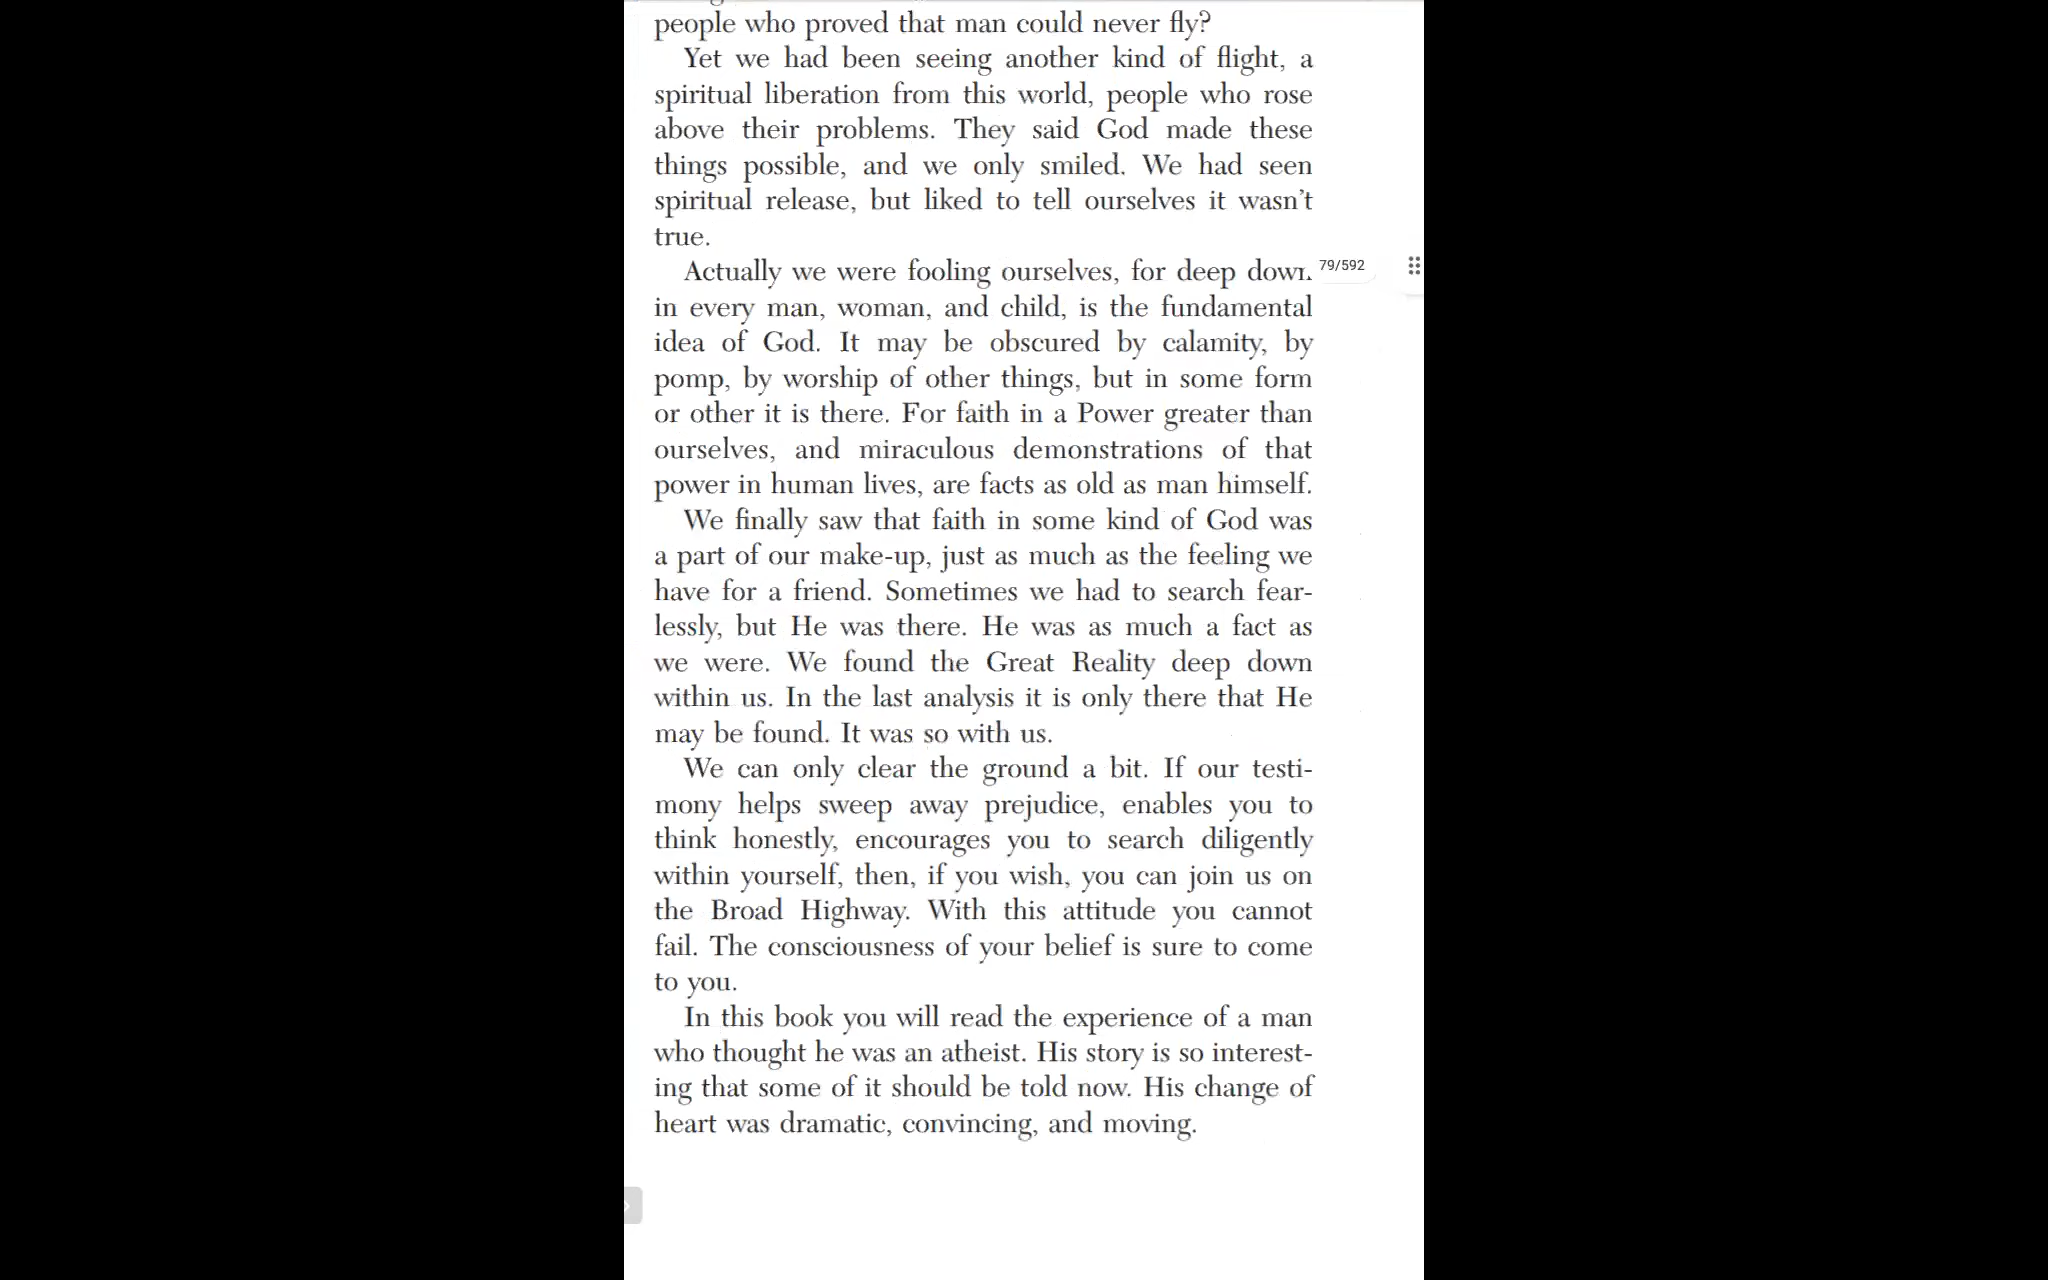 people who proved that man could never fly?
Yet we had been seeing another kind of flight, a
spiritual liberation from this world, people who rose
above their problems. They said God made these
things possible, and we only smiled. We had seen
spiritual release, but liked to tell ourselves it wasn't
true.
Actually we were fooling ourselves, for deep down
79/592
in every man, woman, and child, is the fundamental
idea of God. It may be obscured by calamity, by
pomp, by worship of other things, but in some form
or other it is there. For faith in a Power greater than
ourselves, and miraculous demonstrations of that
power in human lives, are facts as old as man himself.
We finally saw that faith in some kind of God was
a part of our make-up, just as much as the feeling we
have for a friend. Sometimes we had to search fear-
lessly, but He was there. He was as much a fact as
we were. We found the Great Reality deep down
within us. In the last analysis it is only there that He
may be found. It was so with us.
We can only clear the ground a bit. If our testi-
mony helps sweep away prejudice, enables you to
think honestly, encourages you to search diligently
within yourself, then, if you wish, you can join us on
the Broad Highway. With this attitude you cannot
fail. The consciousness of your belief is sure to come
to you.
In this book you will read the experience of a man
who thought he was an atheist. His story is so interest-
ing that some of it should be told now. His change of
heart was dramatic, convincing, and moving.